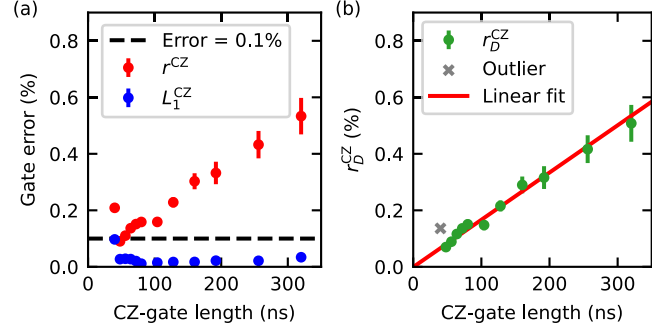 (a)
0.8
0.6
0.4
0.2
0.0
Gate error (%)
Error = 0.1%
r^CZ
L_1^CZ
0
100
200
300
CZ-gate length (ns)
(b)
0.8
0.6
0.4
0.2
0.0
r_D^CZ (%)
r_D^CZ
Outlier
Linear fit
0
100
200
300
CZ-gate length (ns)